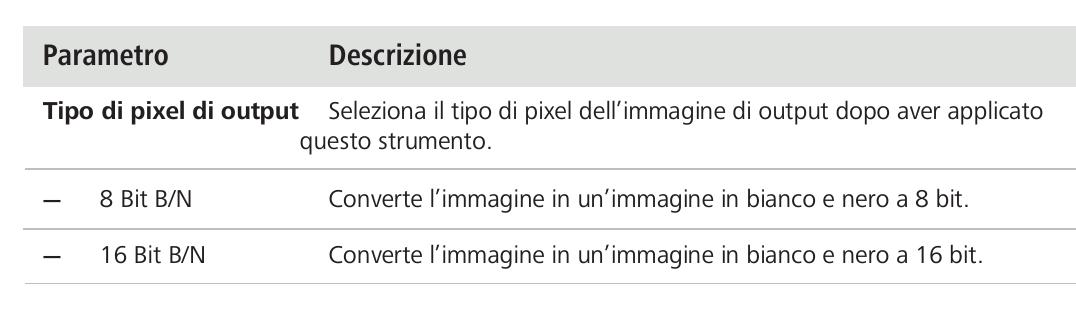 Parametro Descrizione
Tipo di pixel di output Seleziona il tipo di pixel dell’immagine di output dopo aver applicato
questo strumento.
— 8 Bit B/N Converte l’immagine in un’immagine in bianco e nero a 8 bit.
— 16 Bit B/N Converte l’immagine in un’immagine in bianco e nero a 16 bit.